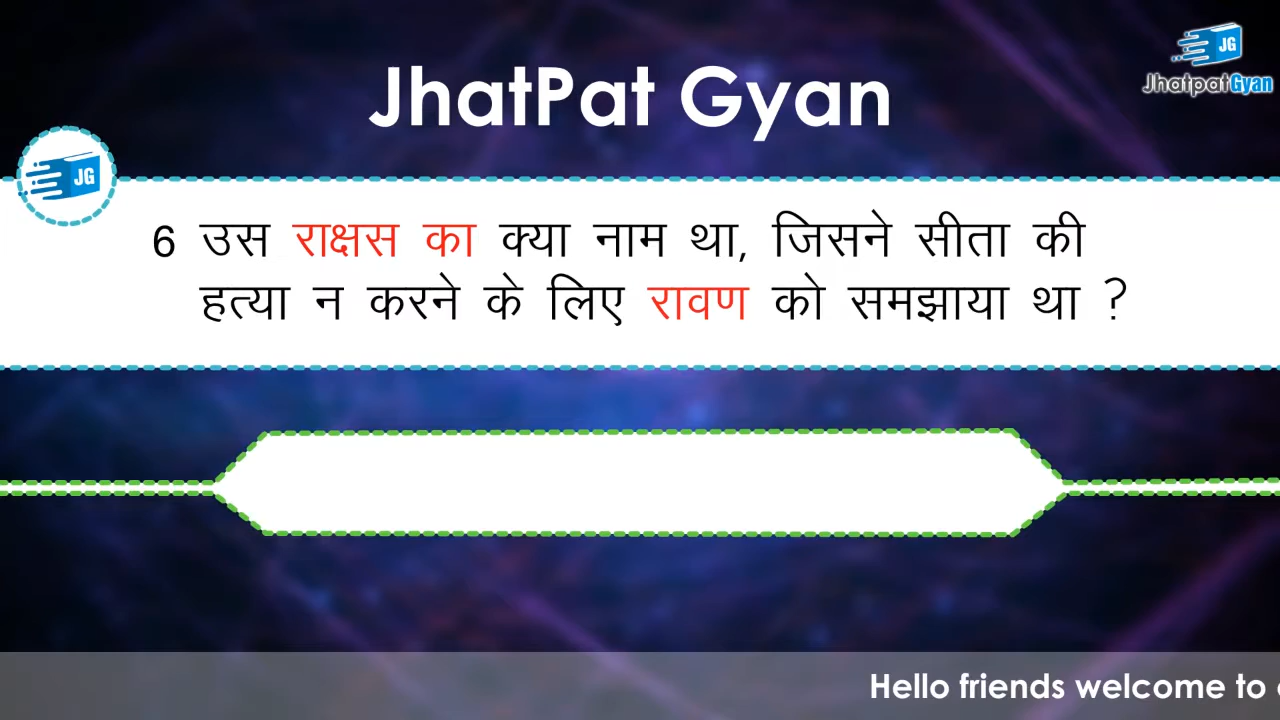 JhatPat Gyan
JG
JhatpatGyan
JG
6 उस राक्षस का क्या नाम था, जिसने सीता की
हत्या न करने के लिए रावण को समझाया था ?
Hello friends welcome to